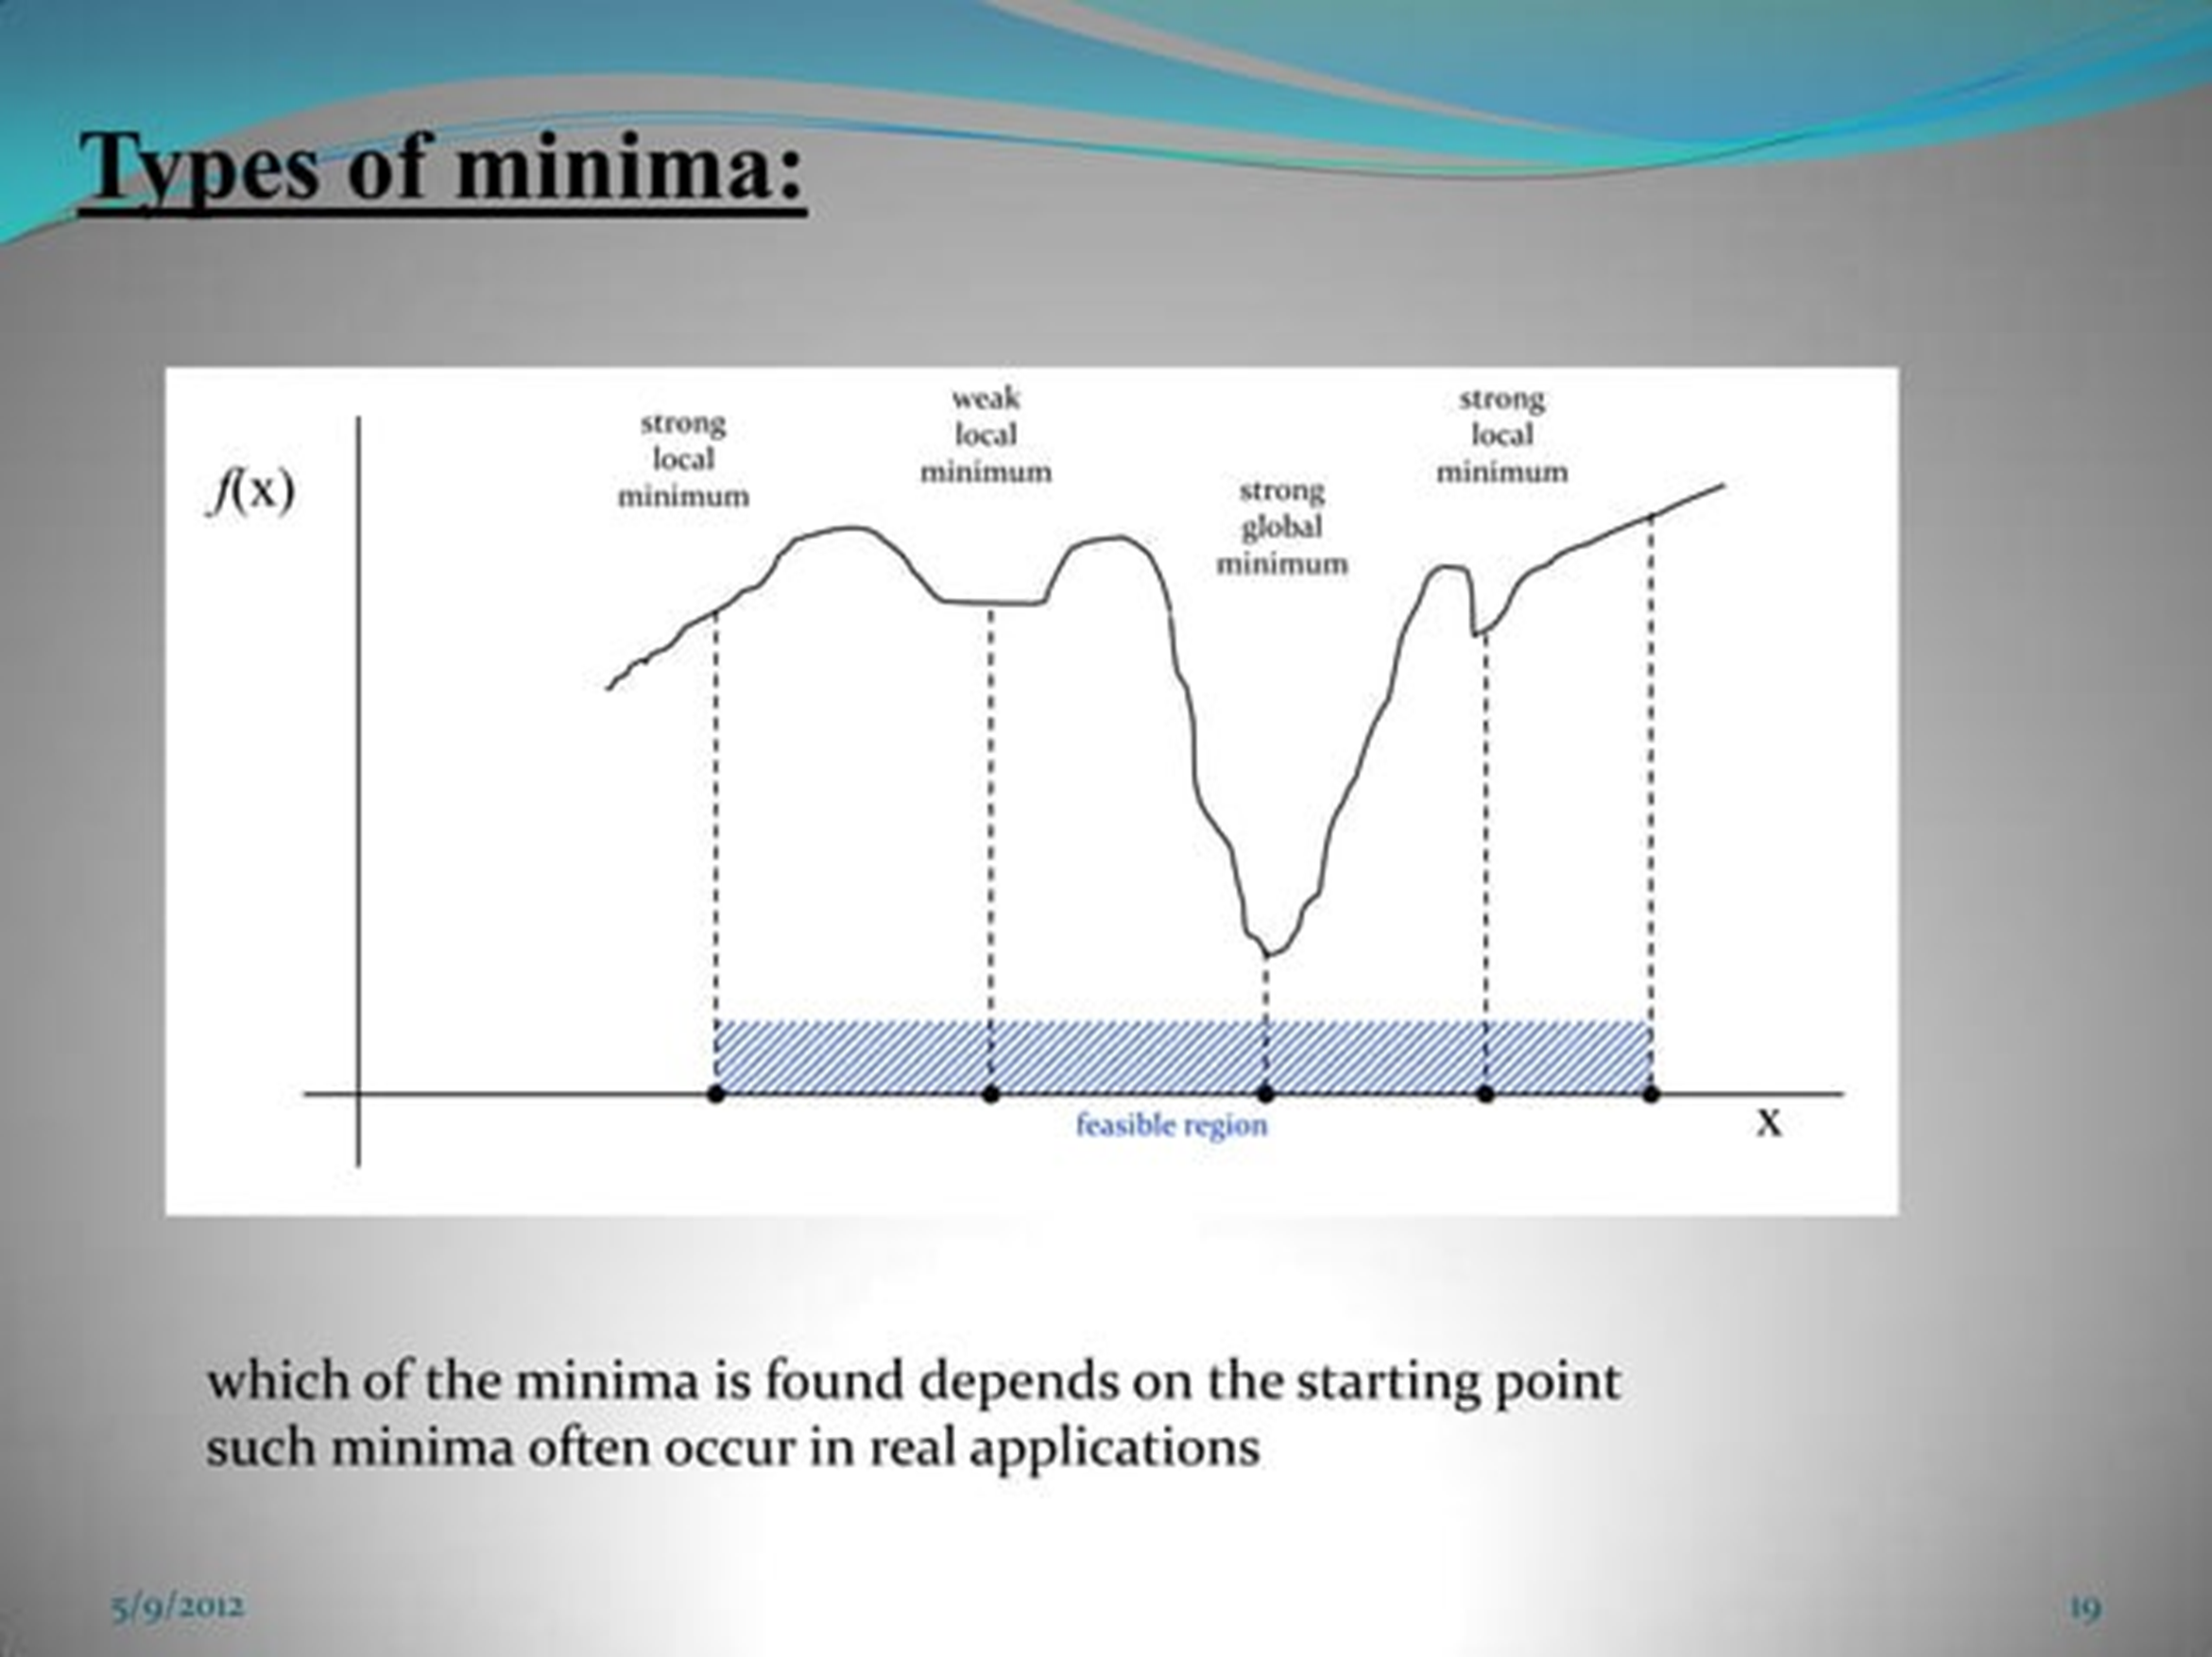 Types of minima:
strong
local
minimum
weak
local
minimum
strong
global
minimum
strong
local
minimum
f(x)
feasible region
x
which of the minima is found depends on the starting point
such minima often occur in real applications
5/9/2012
19